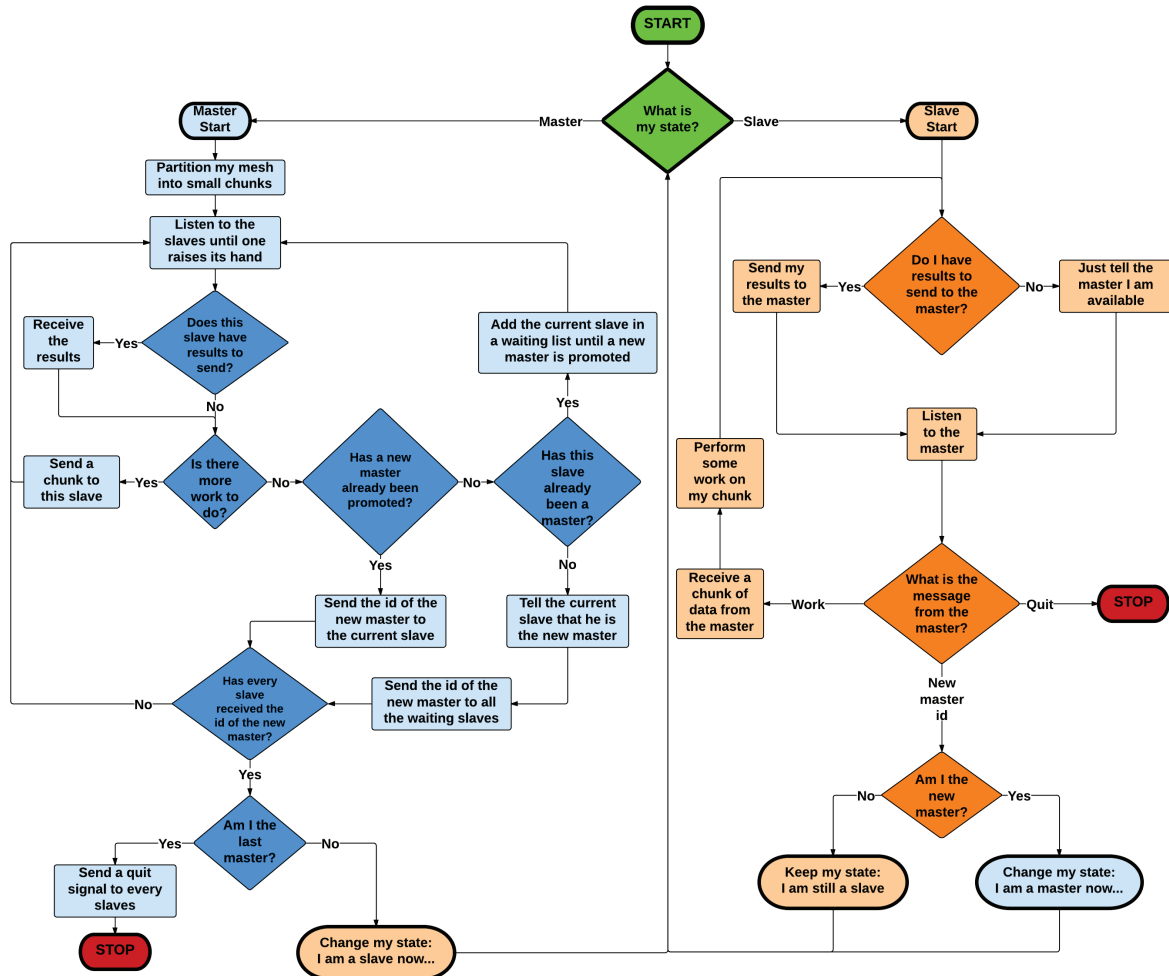 START
What is
my state?
Master
Slave
Master
Start
Slave
Start
Partition my mesh
into small chunks
Listen to the
slaves until one
raises its hand
Does this
slave have
results to
send?
Yes
Receive
the
results
No
Is there
more
work to
do?
Yes
Send a
chunk to
this slave
No
Has a new
master
already been
promoted?
No
Has this
slave
already
been a
master?
Yes
Add the current slave in
a waiting list until a new
master is promoted
Yes
Send the id of the
new master to
the current slave
No
Tell the current
slave that he is
the new master
Send the id of the
new master to all
the waiting slaves
Has every
slave
received the
id of the new
master?
No
Yes
Am I the
last
master?
Yes
Send a quit
signal to every
slaves
STOP
No
Change my state:
I am a slave now...
Do I have
results to
send to the
master?
Yes
Send my
results to
the master
No
Just tell the
master I am
available
Listen
to the
master
What is the
message
from the
master?
Work
Receive a
chunk of
data from
the master
Perform
some
work on
my chunk
Quit
STOP
New
master
id
Am I the
new
master?
No
Keep my state:
I am still a slave
Yes
Change my state:
I am a master now...